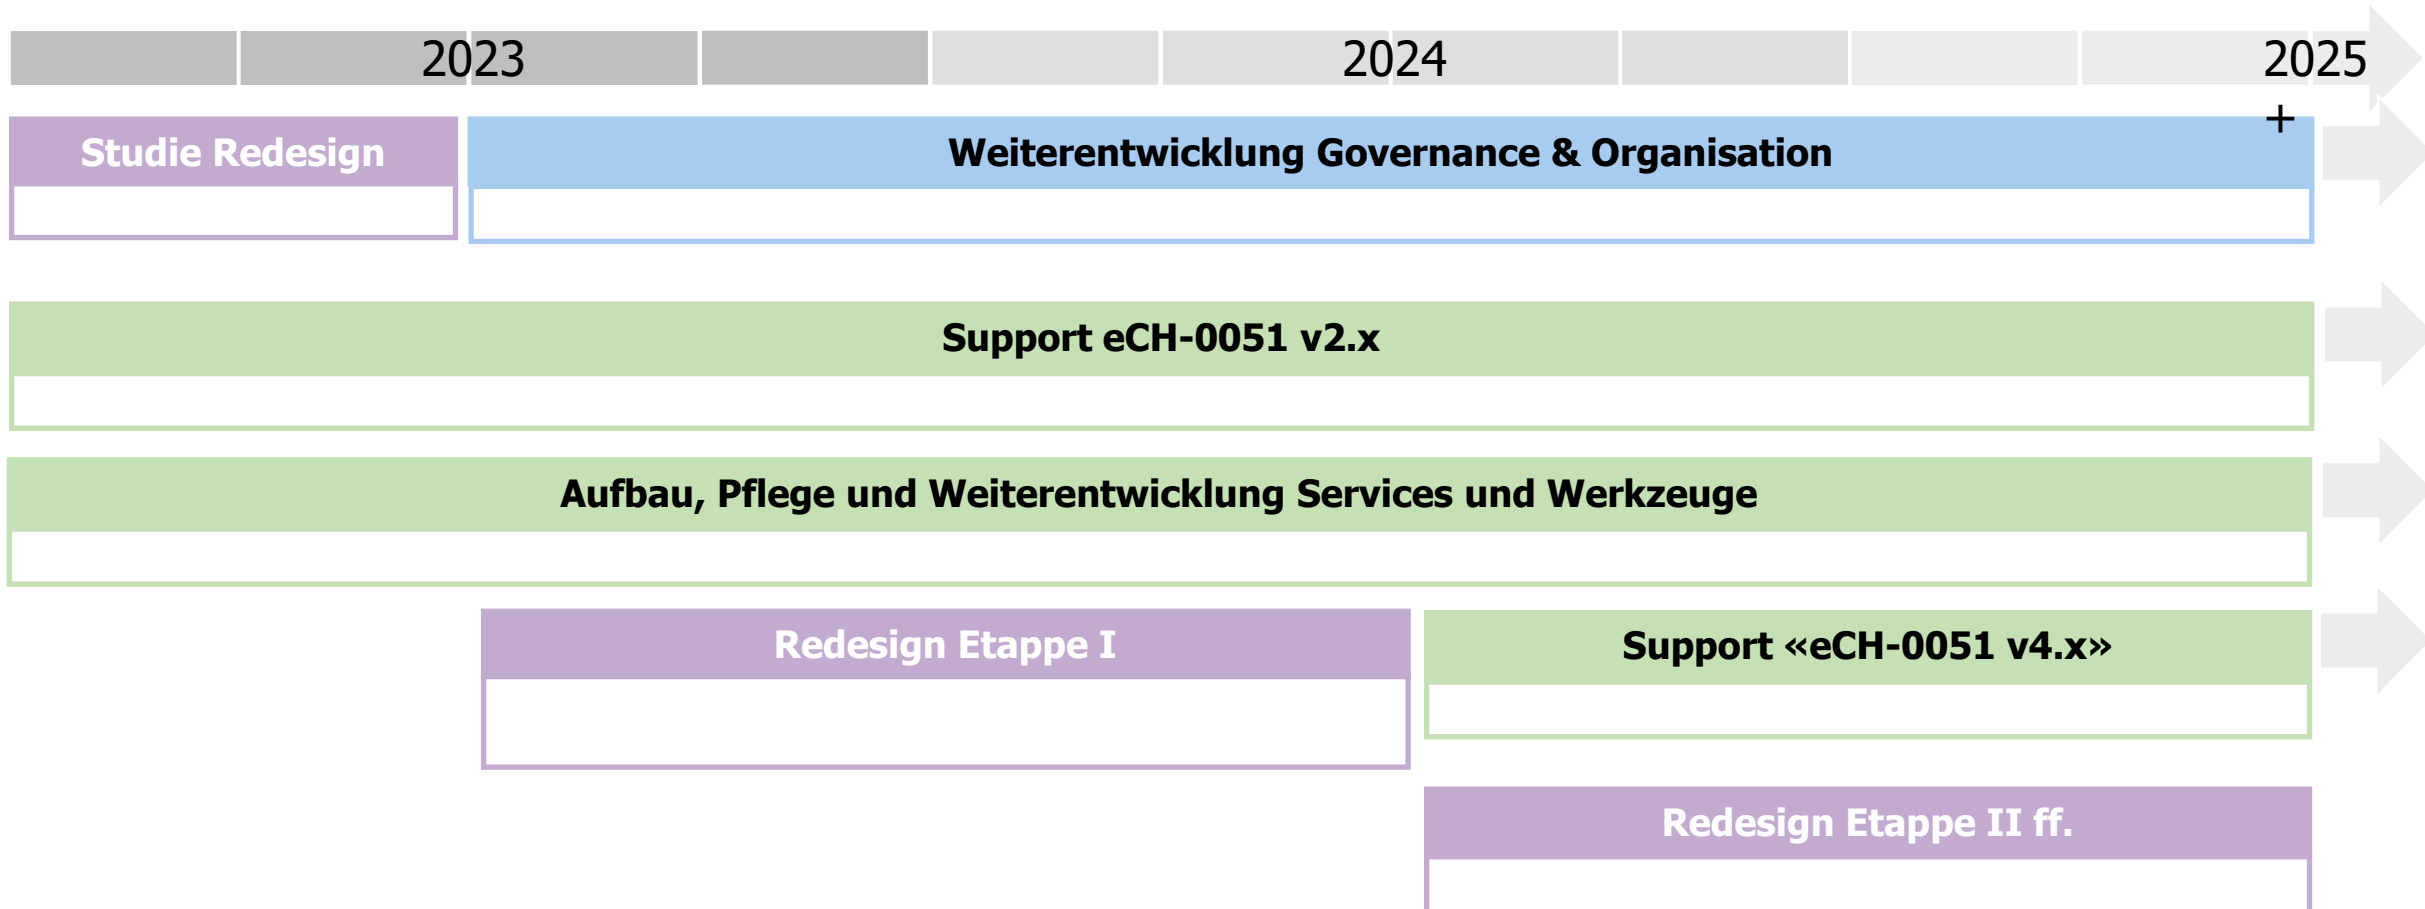 2023 2024 2025
+
Studie Redesign Weiterentwicklung Governance & Organisation
Support eCH-0051 v2.x
Aufbau, Pflege und Weiterentwicklung Services und Werkzeuge
Redesign Etappe I Support «eCH-0051 v4.x»
Redesign Etappe II ff.